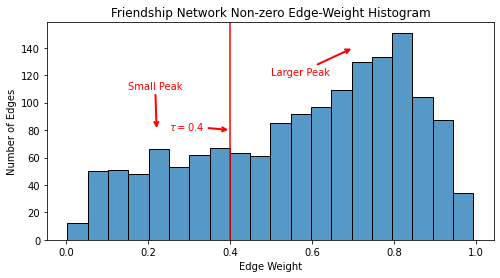 Friendship Network Non-zero Edge-Weight Histogram
Number of Edges
140
120
100
80
60
40
20
0
Small Peak
Larger Peak
τ = 0.4
0.0 0.2 0.4 0.6 0.8 1.0
Edge Weight